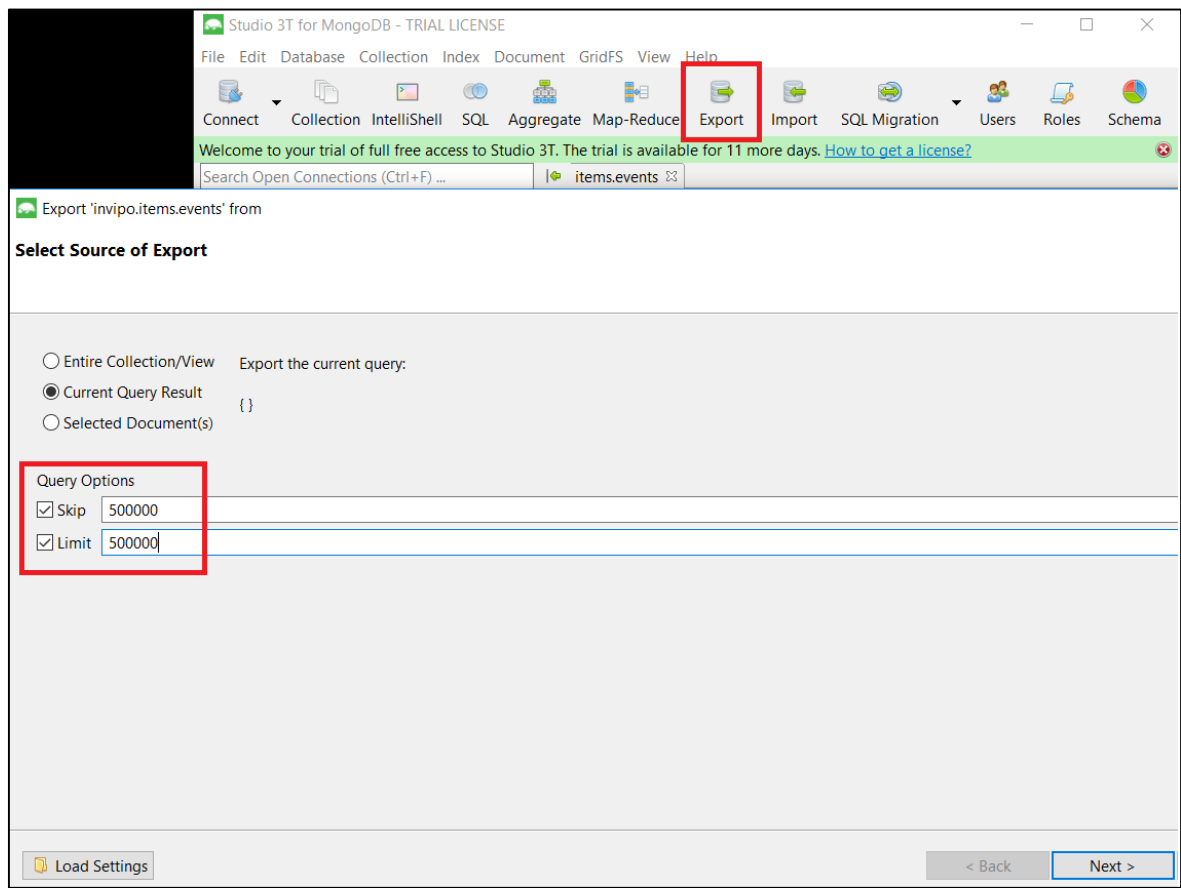 Studio 3T for MongoDB - TRIAL LICENSE
File Edit Database Collection Index Document GridFS View Help
Connect Collection IntelliShell SQL Aggregate Map-Reduce Export Import SQL Migration Users Roles Schema
Welcome to your trial of full free access to Studio 3T. The trial is available for 11 more days. How to get a license?
Search Open Connections (Ctrl+F) ... items.events
Export 'invipo.items.events' from
Select Source of Export
Entire Collection/View Export the current query:
Current Query Result
{ }
Selected Document(s)
Query Options
Skip 500000
Limit 500000
Load Settings < Back Next >